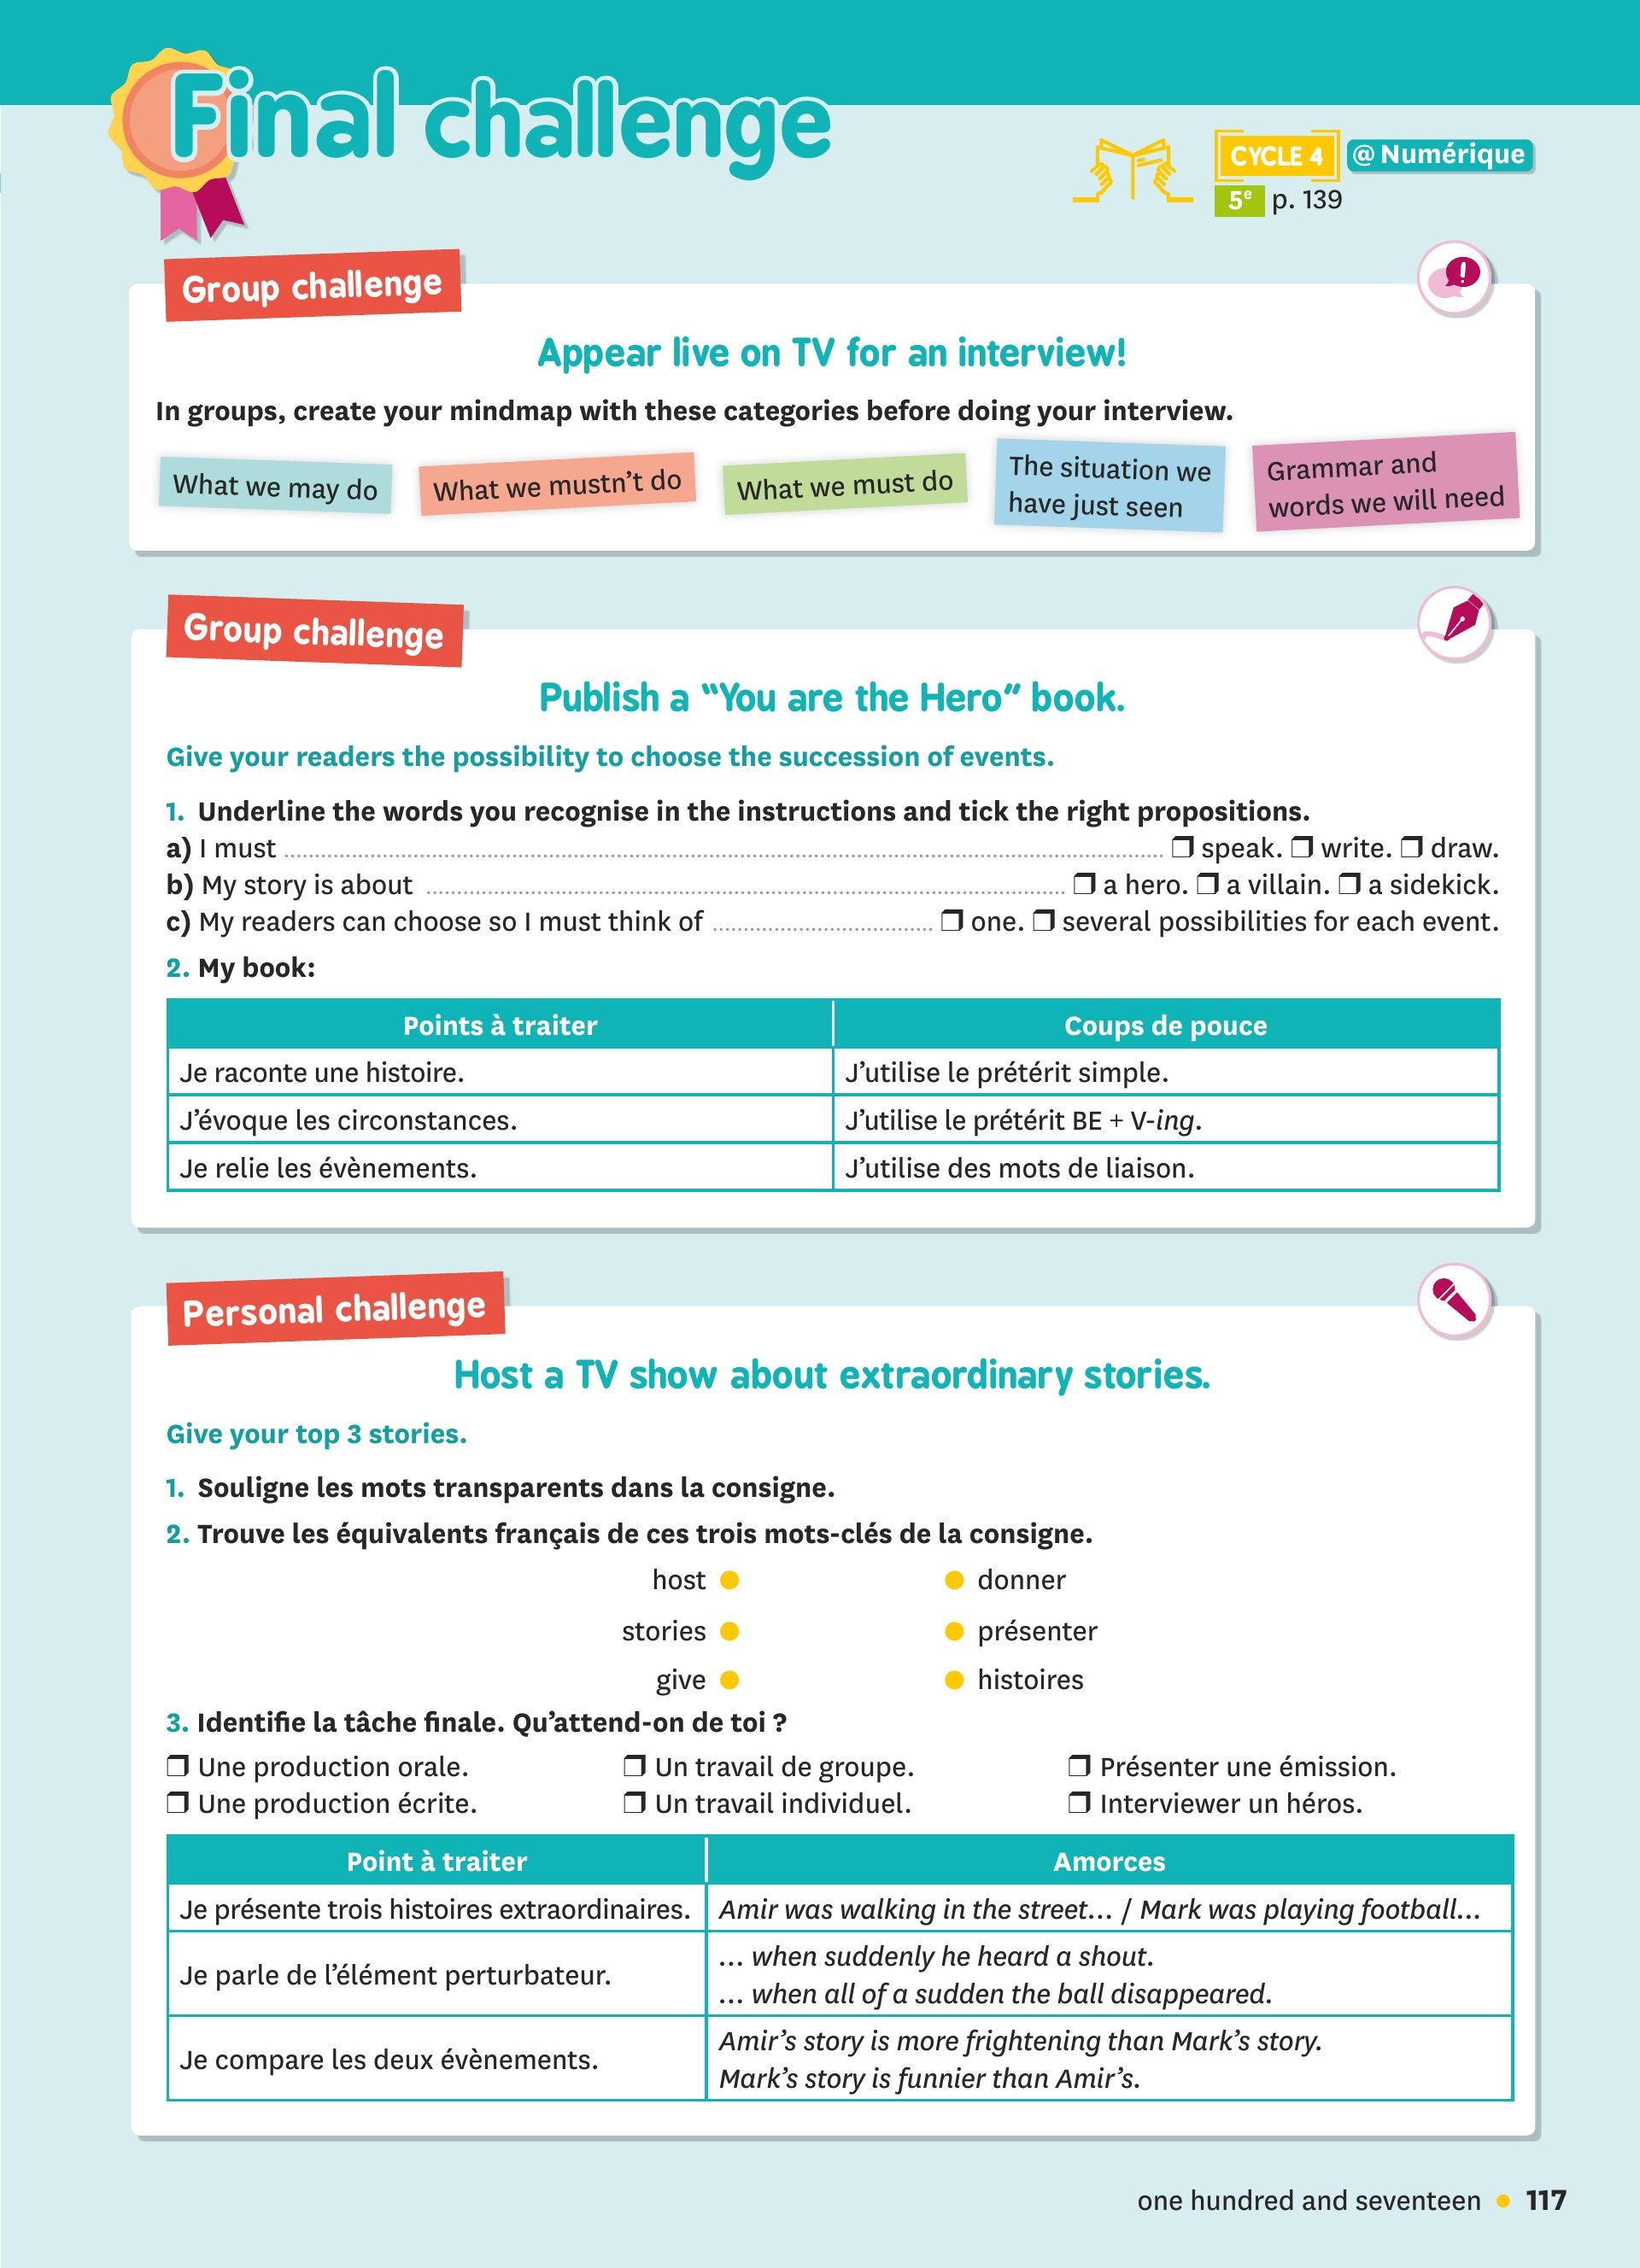 Final challenge
CYCLE 4 @ Numérique
5e p. 139
Group challenge
Appear live on TV for an interview!
In groups, create your mindmap with these categories before doing your interview.
What we may do
What we mustn't do
What we must do
The situation we
have just seen
Grammar and
words we will need
Group challenge
Publish a “You are the Hero” book.
Give your readers the possibility to choose the succession of events.
1. Underline the words you recognise in the instructions and tick the right propositions.
a) I must ........................................ ❒ speak. ❒ write. ❒ draw.
b) My story is about ........................................ ❒ a hero. ❒ a villain. ❒ a sidekick.
c) My readers can choose so I must think of ................................ ❒ one. ❒ several possibilities for each event.
2. My book:
Points à traiter Coups de pouce
Je raconte une histoire. J’utilise le prétérit simple.
J’évoque les circonstances. J’utilise le prétérit BE + V-ing.
Je relie les évènements. J’utilise des mots de liaison.
Personal challenge
Host a TV show about extraordinary stories.
Give your top 3 stories.
1. Souligne les mots transparents dans la consigne.
2. Trouve les équivalents français de ces trois mots-clés de la consigne.
host ● ● donner
stories ● ● présenter
give ● ● histoires
3. Identifie la tâche finale. Qu’attend-on de toi ?
❒ Une production orale. ❒ Un travail de groupe. ❒ Présenter une émission.
❒ Une production écrite. ❒ Un travail individuel. ❒ Interviewer un héros.
Point à traiter Amorces
Je présente trois histoires extraordinaires. Amir was walking in the street... / Mark was playing football...
Je parle de l’élément perturbateur.
... when suddenly he heard a shout.
... when all of a sudden the ball disappeared.
Je compare les deux évènements.
Amir’s story is more frightening than Mark’s story.
Mark’s story is funnier than Amir’s.
one hundred and seventeen ● 117